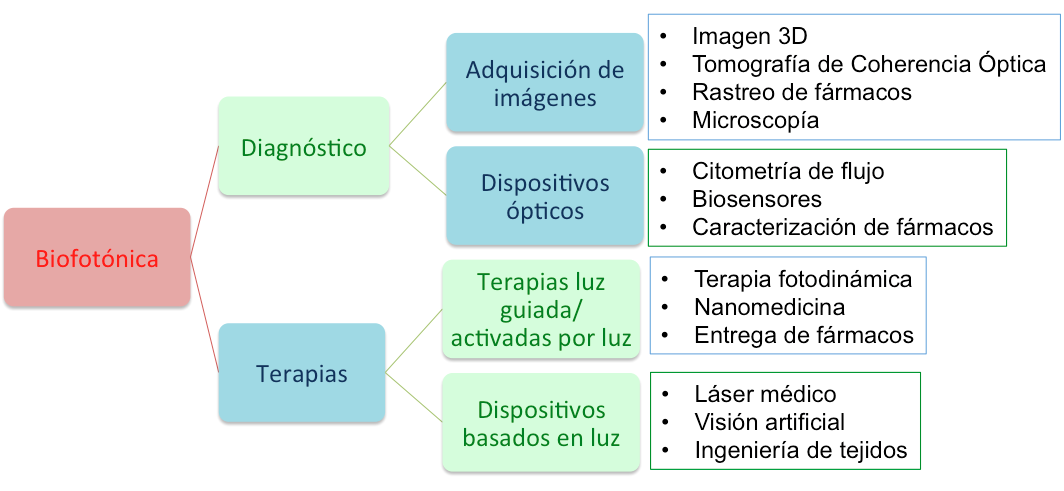 Biofotónica
Diagnóstico
Adquisición de
imágenes
• Imagen 3D
• Tomografía de Coherencia Óptica
• Rastreo de fármacos
• Microscopía
Dispositivos
ópticos
• Citometría de flujo
• Biosensores
• Caracterización de fármacos
Terapias
Terapias luz
guiada/
activadas por luz
• Terapia fotodinámica
• Nanomedicina
• Entrega de fármacos
Dispositivos
basados en luz
• Láser médico
• Visión artificial
• Ingeniería de tejidos